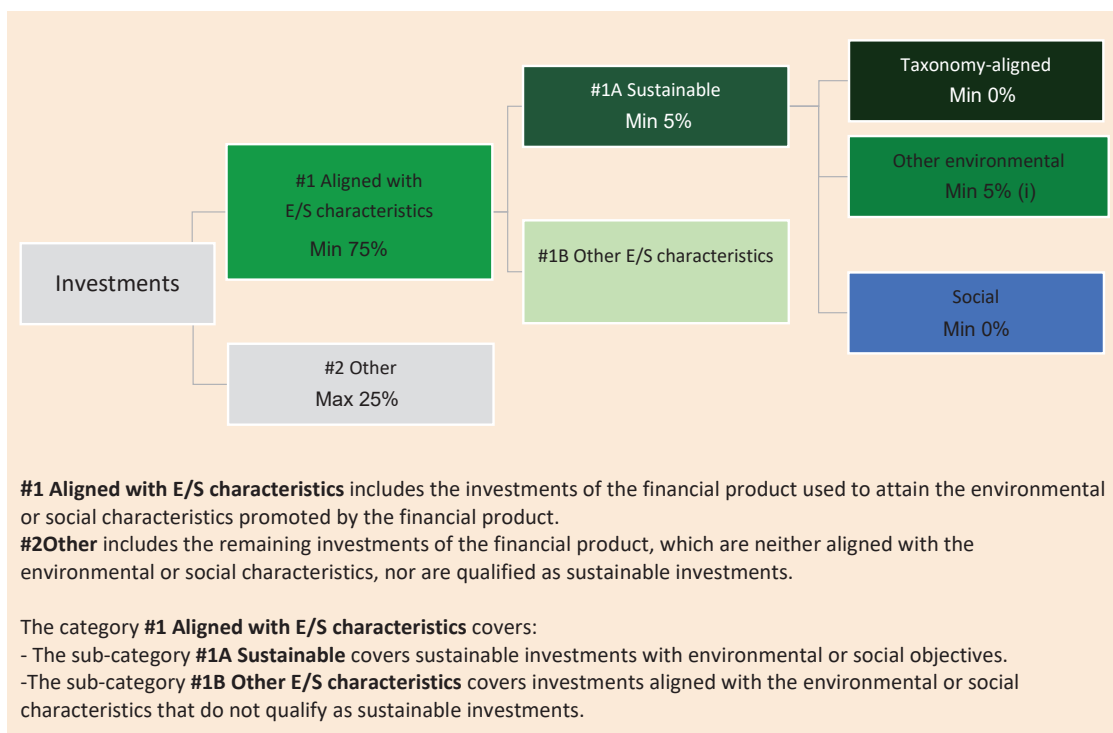 Investments
#1 Aligned with
E/S characteristics
Min 75%
#2 Other
Max 25%
#1A Sustainable
Min 5%
#1B Other E/S characteristics
Taxonomy-aligned
Min 0%
Other environmental
Min 5% (i)
Social
Min 0%
#1 Aligned with E/S characteristics includes the investments of the financial product used to attain the environmental
or social characteristics promoted by the financial product.
#2Other includes the remaining investments of the financial product, which are neither aligned with the
environmental or social characteristics, nor are qualified as sustainable investments.
The category #1 Aligned with E/S characteristics covers:
- The sub-category #1A Sustainable covers sustainable investments with environmental or social objectives.
-The sub-category #1B Other E/S characteristics covers investments aligned with the environmental or social
characteristics that do not qualify as sustainable investments.